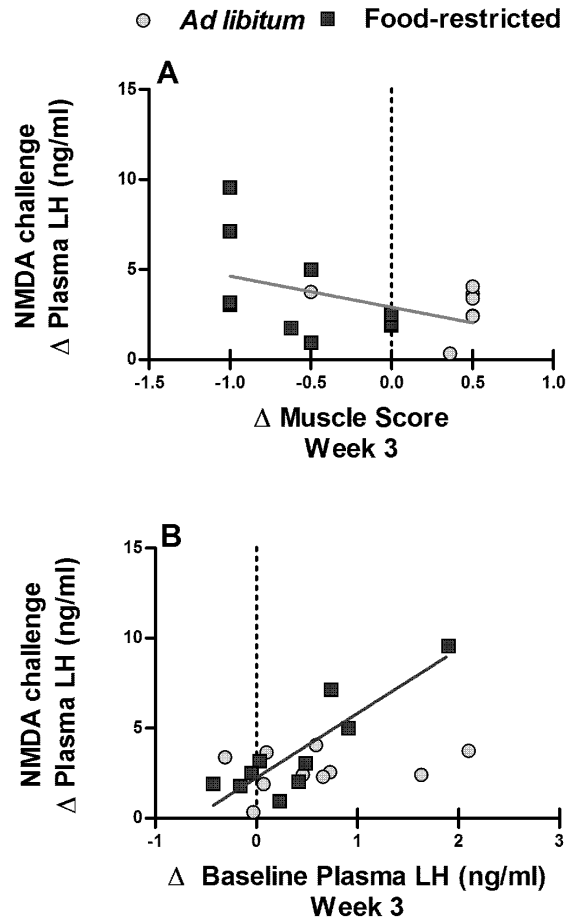 Ad libitum Food-restricted
A
NMDA challenge
Δ Plasma LH (ng/ml)
15
10
5
0
-1.5 -1.0 -0.5 0.0 0.5 1.0
Δ Muscle Score
Week 3
B
NMDA challenge
Δ Plasma LH (ng/ml)
15
10
5
0
-1 0 1 2 3
Δ Baseline Plasma LH (ng/ml)
Week 3